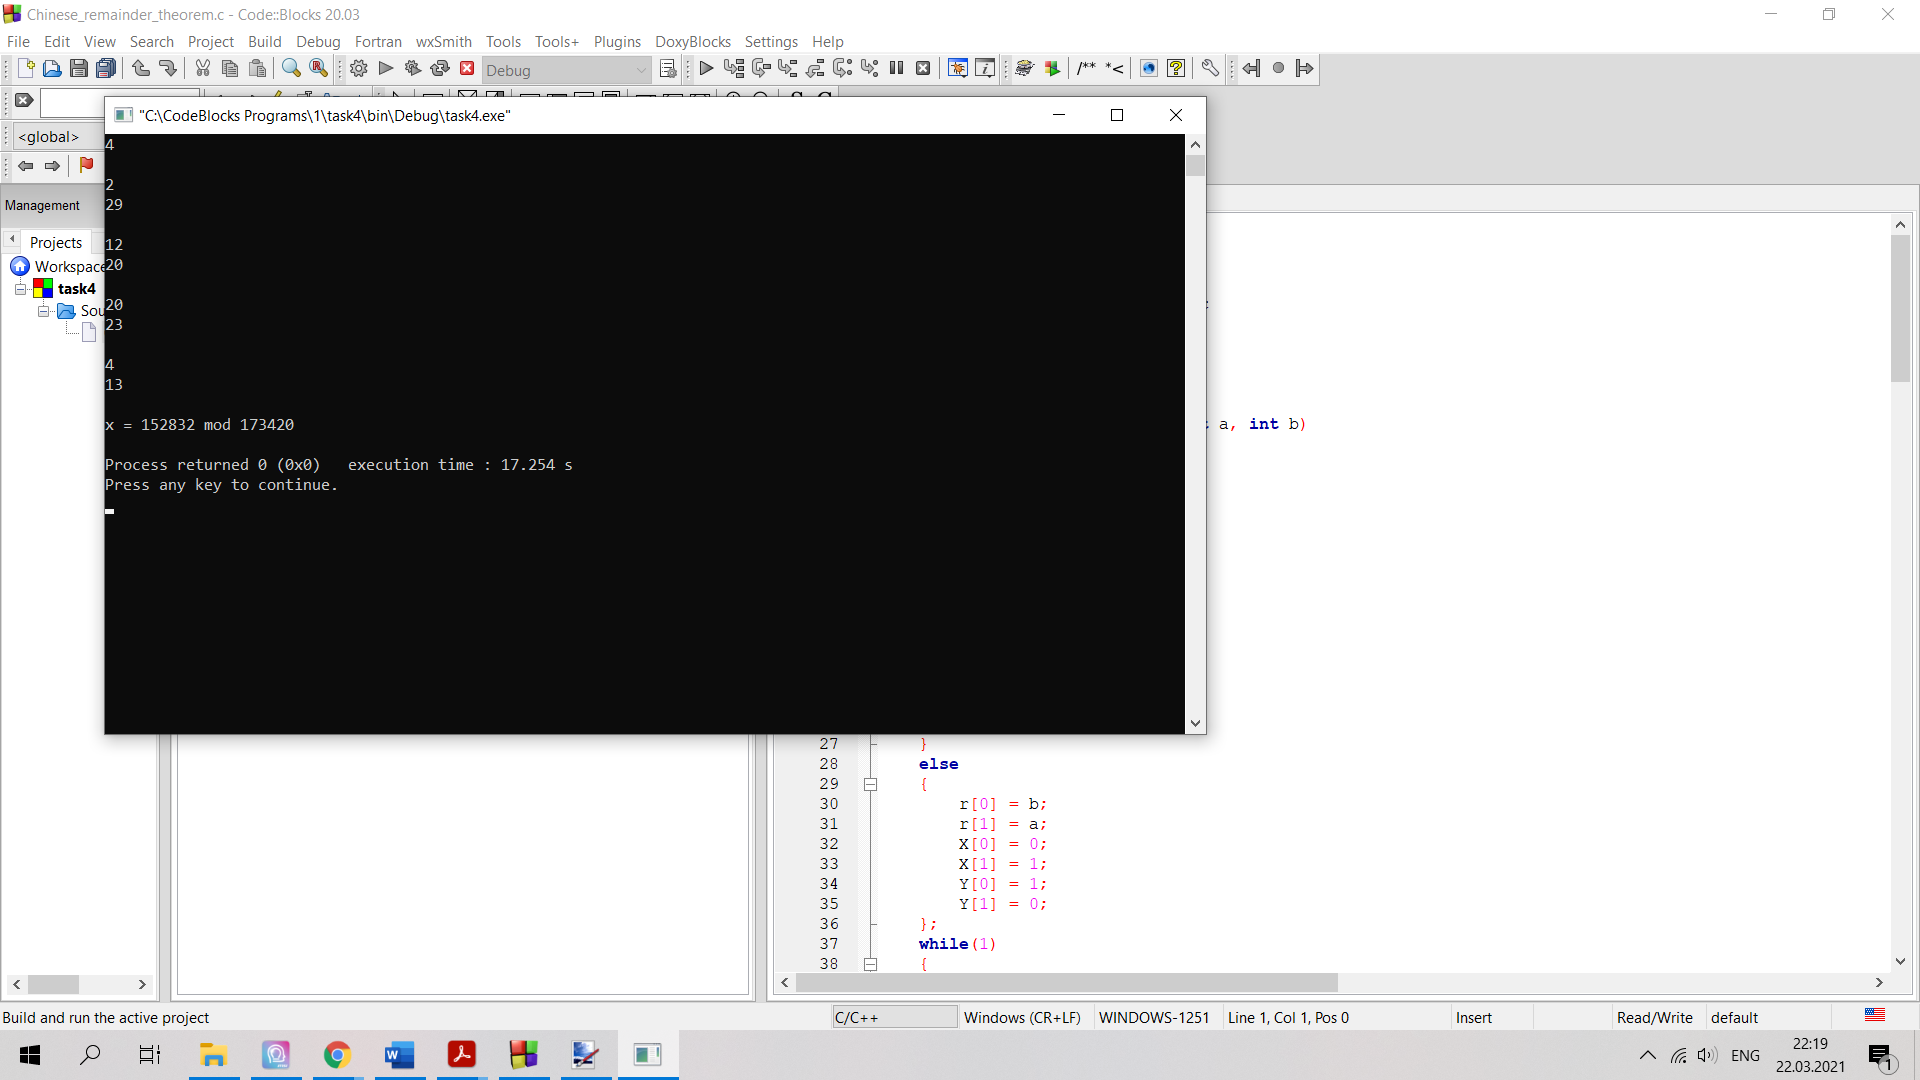 Chinese_remainder_theorem.c - Code::Blocks 20.03
File Edit View Search Project Build Debug Fortran wxSmith Tools Tools+ Plugins DoxyBlocks Settings Help
Debug
/** *<
"C:\CodeBlocks Programs\1\task4\bin\Debug\task4.exe"
<global>
Management
Projects
Workspace
task4
Sou
4
2
29
12
20
20
23
4
13
x = 152832 mod 173420
Process returned 0 (0x0)   execution time : 17.254 s
Press any key to continue.
a, int b)
27 }
28 else
29 {
30 r[0] = b;
31 r[1] = a;
32 X[0] = 0;
33 X[1] = 1;
34 Y[0] = 1;
35 Y[1] = 0;
36 };
37 while(1)
38 {
Build and run the active project
C/C++
Windows (CR+LF)
WINDOWS-1251
Line 1, Col 1, Pos 0
Insert
Read/Write
default
ENG
22:19
22.03.2021
1